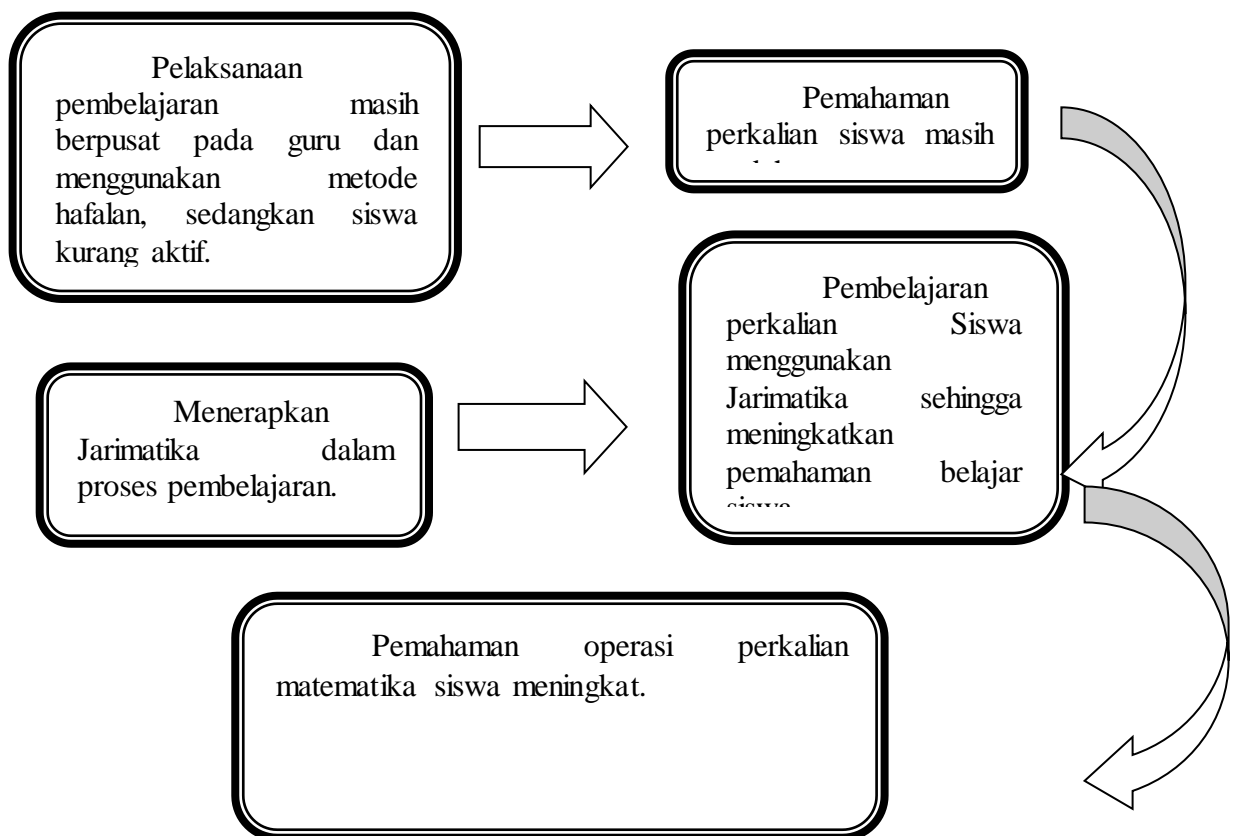 Pelaksanaan
pembelajaran masih
berpusat pada guru dan
menggunakan metode
hafalan, sedangkan siswa
kurang aktif.
Pemahaman
perkalian siswa masih
Menerapkan
Jarimatika dalam
proses pembelajaran.
Pembelajaran
perkalian Siswa
menggunakan
Jarimatika sehingga
meningkatkan
pemahaman belajar
Pemahaman operasi perkalian
matematika siswa meningkat.